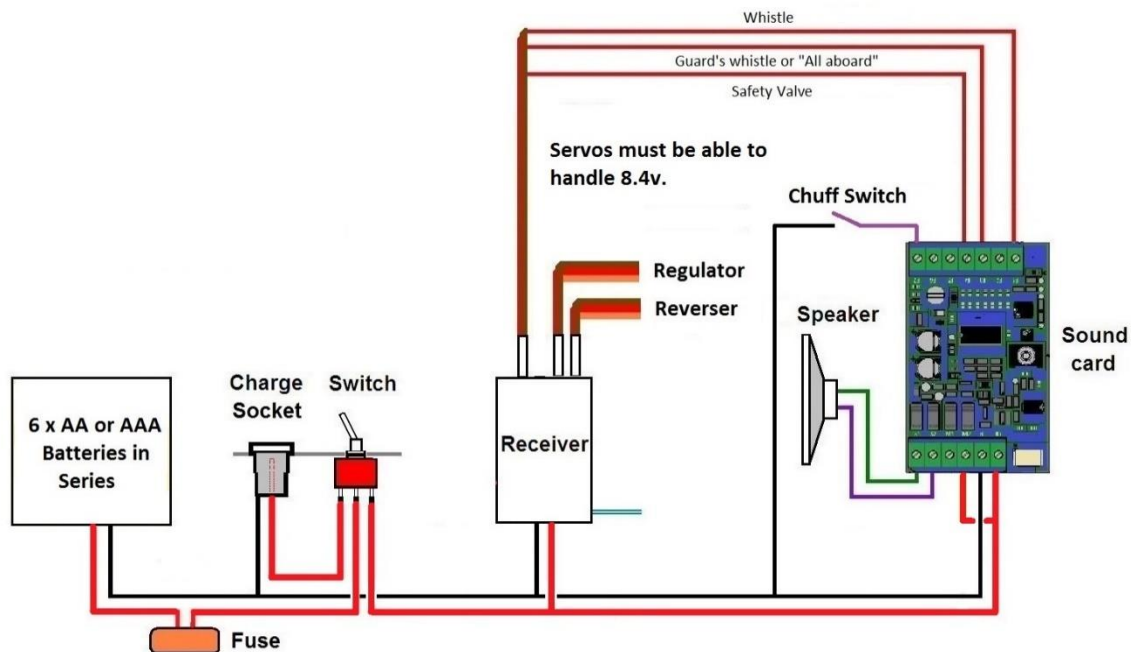 Whistle
Guard's whistle or "All aboard"
Safety Valve
Servos must be able to
handle 8.4v.
Chuff Switch
Regulator
Reverser
Speaker
Sound
card
Charge
Socket
Switch
6 x AA or AAA
Batteries in
Series
Receiver
Fuse